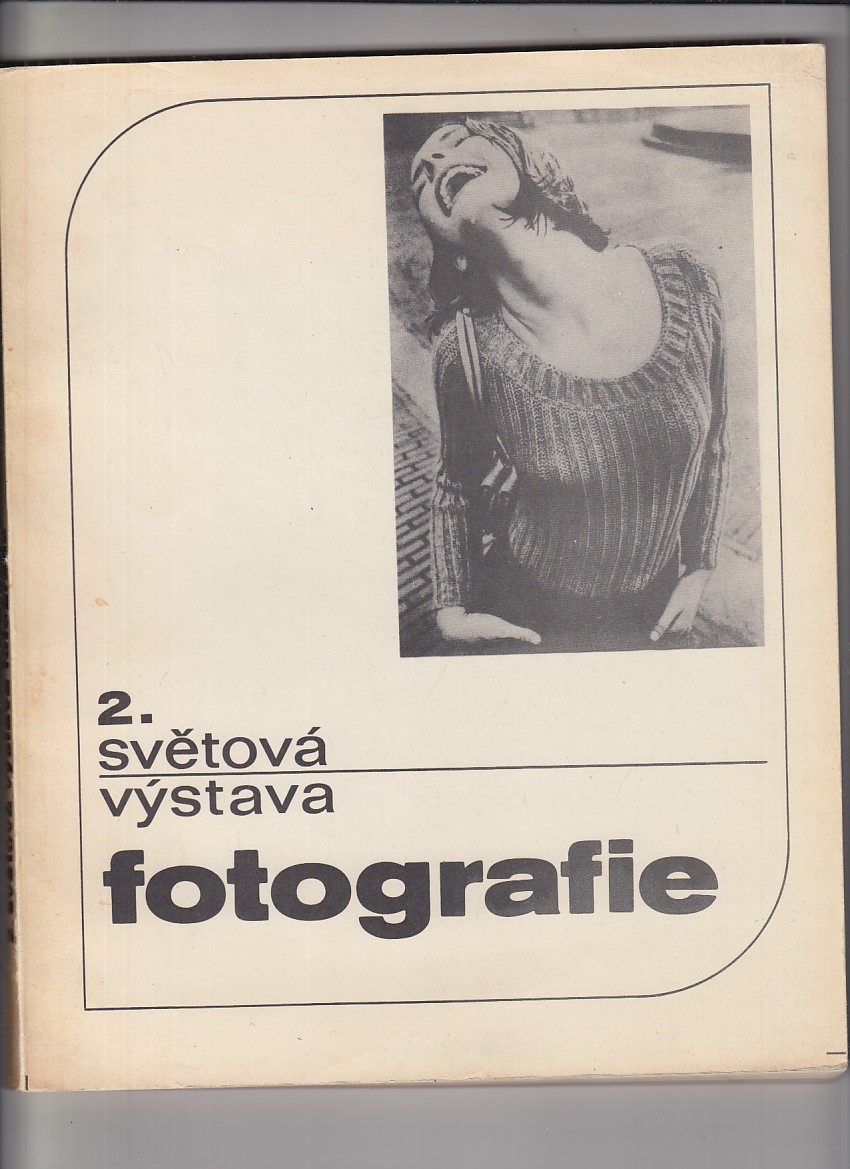 2.
světová
výstava
fotografie